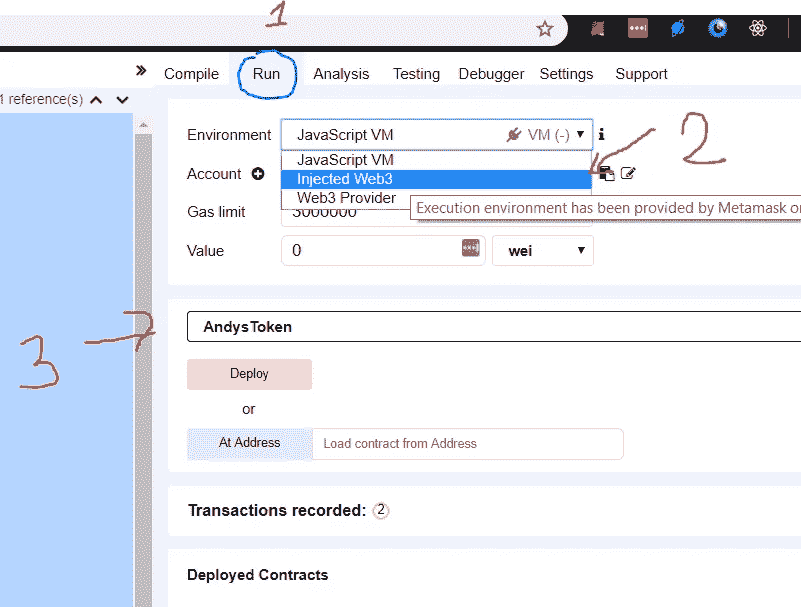 1
Compile Run Analysis Testing Debugger Settings Support
1 reference(s)
Environment JavaScript VM VM (-)
JavaScript VM
Account Injected Web3
2
Web3 Provider
Execution environment has been provided by Metamask or
Gas limit 3000000
Value 0 wei
3
AndysToken
Deploy
or
At Address Load contract from Address
Transactions recorded: 2
Deployed Contracts